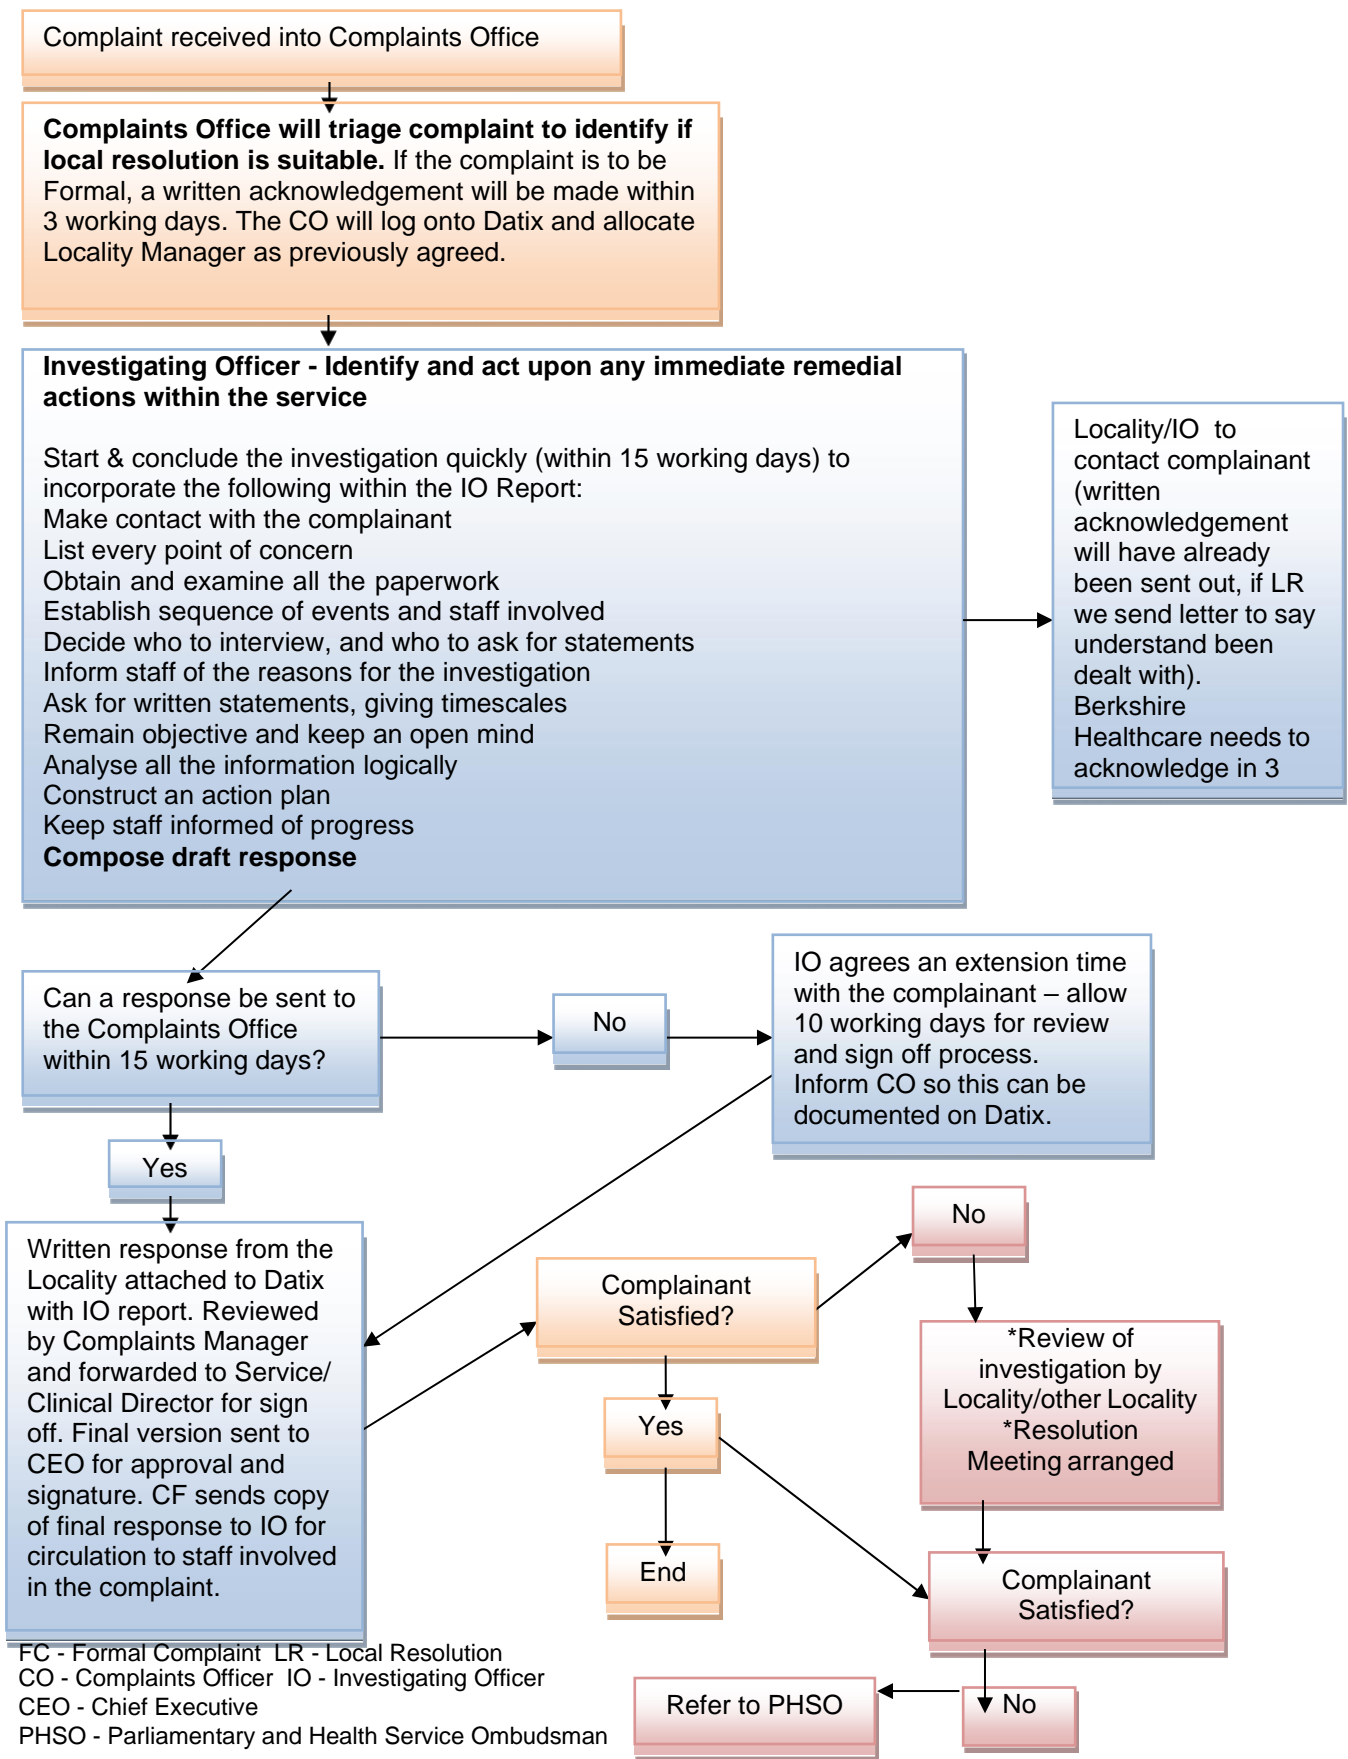 Complaint received into Complaints Office
Complaints Office will triage complaint to identify if
local resolution is suitable. If the complaint is to be
Formal, a written acknowledgement will be made within
3 working days. The CO will log onto Datix and allocate
Locality Manager as previously agreed.
Investigating Officer - Identify and act upon any immediate remedial
actions within the service
Start & conclude the investigation quickly (within 15 working days) to
incorporate the following within the IO Report:
Make contact with the complainant
List every point of concern
Obtain and examine all the paperwork
Establish sequence of events and staff involved
Decide who to interview, and who to ask for statements
Inform staff of the reasons for the investigation
Ask for written statements, giving timescales
Remain objective and keep an open mind
Analyse all the information logically
Construct an action plan
Keep staff informed of progress
Compose draft response
Locality/IO to
contact complainant
(written
acknowledgement
will have already
been sent out, if LR
we send letter to say
understand been
dealt with).
Berkshire
Healthcare needs to
acknowledge in 3
Can a response be sent to
the Complaints Office
within 15 working days?
No
IO agrees an extension time
with the complainant – allow
10 working days for review
and sign off process.
Inform CO so this can be
documented on Datix.
Yes
Written response from the
Locality attached to Datix
with IO report. Reviewed
by Complaints Manager
and forwarded to Service/
Clinical Director for sign
off. Final version sent to
CEO for approval and
signature. CF sends copy
of final response to IO for
circulation to staff involved
in the complaint.
Complainant
Satisfied?
No
Yes
*Review of
investigation by
Locality/other Locality
*Resolution
Meeting arranged
End
Complainant
Satisfied?
No
Refer to PHSO
FC - Formal Complaint LR - Local Resolution
CO - Complaints Officer IO - Investigating Officer
CEO - Chief Executive
PHSO - Parliamentary and Health Service Ombudsman